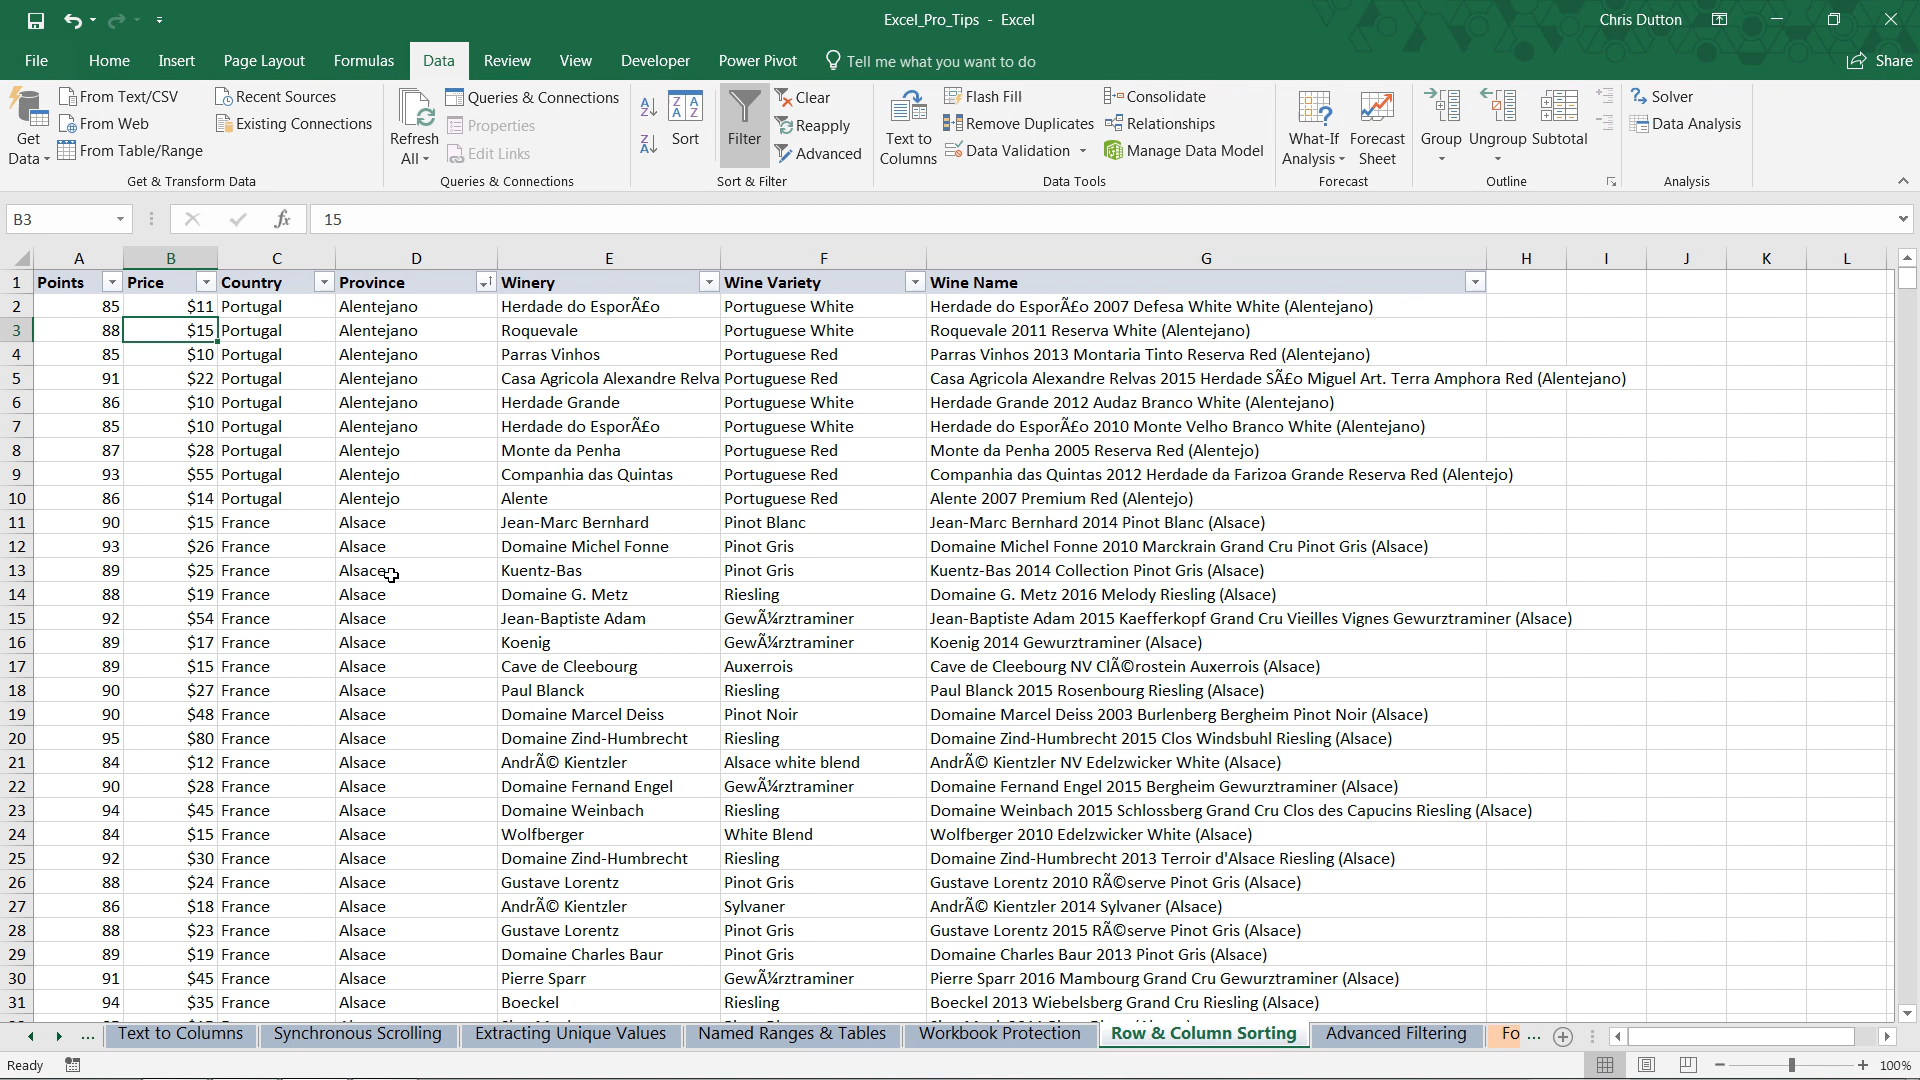 Excel_Pro_Tips - Excel
Chris Dutton
File Home Insert Page Layout Formulas Data Review View Developer Power Pivot Tell me what you want to do Share
Get Data
From Text/CSV
From Web
From Table/Range
Recent Sources
Existing Connections
Get & Transform Data
Refresh All
Queries & Connections
Properties
Edit Links
Queries & Connections
Sort
Filter
Clear
Reapply
Advanced
Sort & Filter
Text to Columns
Flash Fill
Remove Duplicates
Data Validation
Consolidate
Relationships
Manage Data Model
Data Tools
What-If Analysis
Forecast Sheet
Forecast
Group
Ungroup
Subtotal
Outline
Solver
Data Analysis
Analysis
B3 fx 15
A B C D E F G H I J K L
1 Points Price Country Province Winery Wine Variety Wine Name
2 85 $11 Portugal Alentejano Herdade do EsporÃ£o Portuguese White Herdade do EsporÃ£o 2007 Defesa White White (Alentejano)
3 88 $15 Portugal Alentejano Roquevale Portuguese White Roquevale 2011 Reserva White (Alentejano)
4 85 $10 Portugal Alentejano Parras Vinhos Portuguese Red Parras Vinhos 2013 Montaria Tinto Reserva Red (Alentejano)
5 91 $22 Portugal Alentejano Casa Agricola Alexandre Relva Portuguese Red Casa Agricola Alexandre Relvas 2015 Herdade SÃ£o Miguel Art. Terra Amphora Red (Alentejano)
6 86 $10 Portugal Alentejano Herdade Grande Portuguese White Herdade Grande 2012 Audaz Branco White (Alentejano)
7 85 $10 Portugal Alentejano Herdade do EsporÃ£o Portuguese White Herdade do EsporÃ£o 2010 Monte Velho Branco White (Alentejano)
8 87 $28 Portugal Alentejo Monte da Penha Portuguese Red Monte da Penha 2005 Reserva Red (Alentejo)
9 93 $55 Portugal Alentejo Companhia das Quintas Portuguese Red Companhia das Quintas 2012 Herdade da Farizoa Grande Reserva Red (Alentejo)
10 86 $14 Portugal Alentejo Alente Portuguese Red Alente 2007 Premium Red (Alentejo)
11 90 $15 France Alsace Jean-Marc Bernhard Pinot Blanc Jean-Marc Bernhard 2014 Pinot Blanc (Alsace)
12 93 $26 France Alsace Domaine Michel Fonne Pinot Gris Domaine Michel Fonne 2010 Marckrain Grand Cru Pinot Gris (Alsace)
13 89 $25 France Alsace Kuentz-Bas Pinot Gris Kuentz-Bas 2014 Collection Pinot Gris (Alsace)
14 88 $19 France Alsace Domaine G. Metz Riesling Domaine G. Metz 2016 Melody Riesling (Alsace)
15 92 $54 France Alsace Jean-Baptiste Adam GewÃ¼rztraminer Jean-Baptiste Adam 2015 Kaefferkopf Grand Cru Vieilles Vignes Gewurztraminer (Alsace)
16 89 $17 France Alsace Koenig GewÃ¼rztraminer Koenig 2014 Gewurztraminer (Alsace)
17 89 $15 France Alsace Cave de Cleebourg Auxerrois Cave de Cleebourg NV ClÃ©rostein Auxerrois (Alsace)
18 90 $27 France Alsace Paul Blanck Riesling Paul Blanck 2015 Rosenbourg Riesling (Alsace)
19 90 $48 France Alsace Domaine Marcel Deiss Pinot Noir Domaine Marcel Deiss 2003 Burlenberg Bergheim Pinot Noir (Alsace)
20 95 $80 France Alsace Domaine Zind-Humbrecht Riesling Domaine Zind-Humbrecht 2015 Clos Windsbuhl Riesling (Alsace)
21 84 $12 France Alsace AndrÃ© Kientzler Alsace white blend AndrÃ© Kientzler NV Edelzwicker White (Alsace)
22 90 $28 France Alsace Domaine Fernand Engel GewÃ¼rztraminer Domaine Fernand Engel 2015 Bergheim Gewurztraminer (Alsace)
23 94 $45 France Alsace Domaine Weinbach Riesling Domaine Weinbach 2015 Schlossberg Grand Cru Clos des Capucins Riesling (Alsace)
24 84 $15 France Alsace Wolfberger White Blend Wolfberger 2010 Edelzwicker White (Alsace)
25 92 $30 France Alsace Domaine Zind-Humbrecht Riesling Domaine Zind-Humbrecht 2013 Terroir d'Alsace Riesling (Alsace)
26 88 $24 France Alsace Gustave Lorentz Pinot Gris Gustave Lorentz 2010 RÃ©serve Pinot Gris (Alsace)
27 86 $18 France Alsace AndrÃ© Kientzler Sylvaner AndrÃ© Kientzler 2014 Sylvaner (Alsace)
28 88 $23 France Alsace Gustave Lorentz Pinot Gris Gustave Lorentz 2015 RÃ©serve Pinot Gris (Alsace)
29 89 $19 France Alsace Domaine Charles Baur Pinot Gris Domaine Charles Baur 2013 Pinot Gris (Alsace)
30 91 $45 France Alsace Pierre Sparr GewÃ¼rztraminer Pierre Sparr 2016 Mambourg Grand Cru Gewurztraminer (Alsace)
31 94 $35 France Alsace Boeckel Riesling Boeckel 2013 Wiebelsberg Grand Cru Riesling (Alsace)
... Text to Columns Synchronous Scrolling Extracting Unique Values Named Ranges & Tables Workbook Protection Row & Column Sorting Advanced Filtering Fo ...
Ready 100%